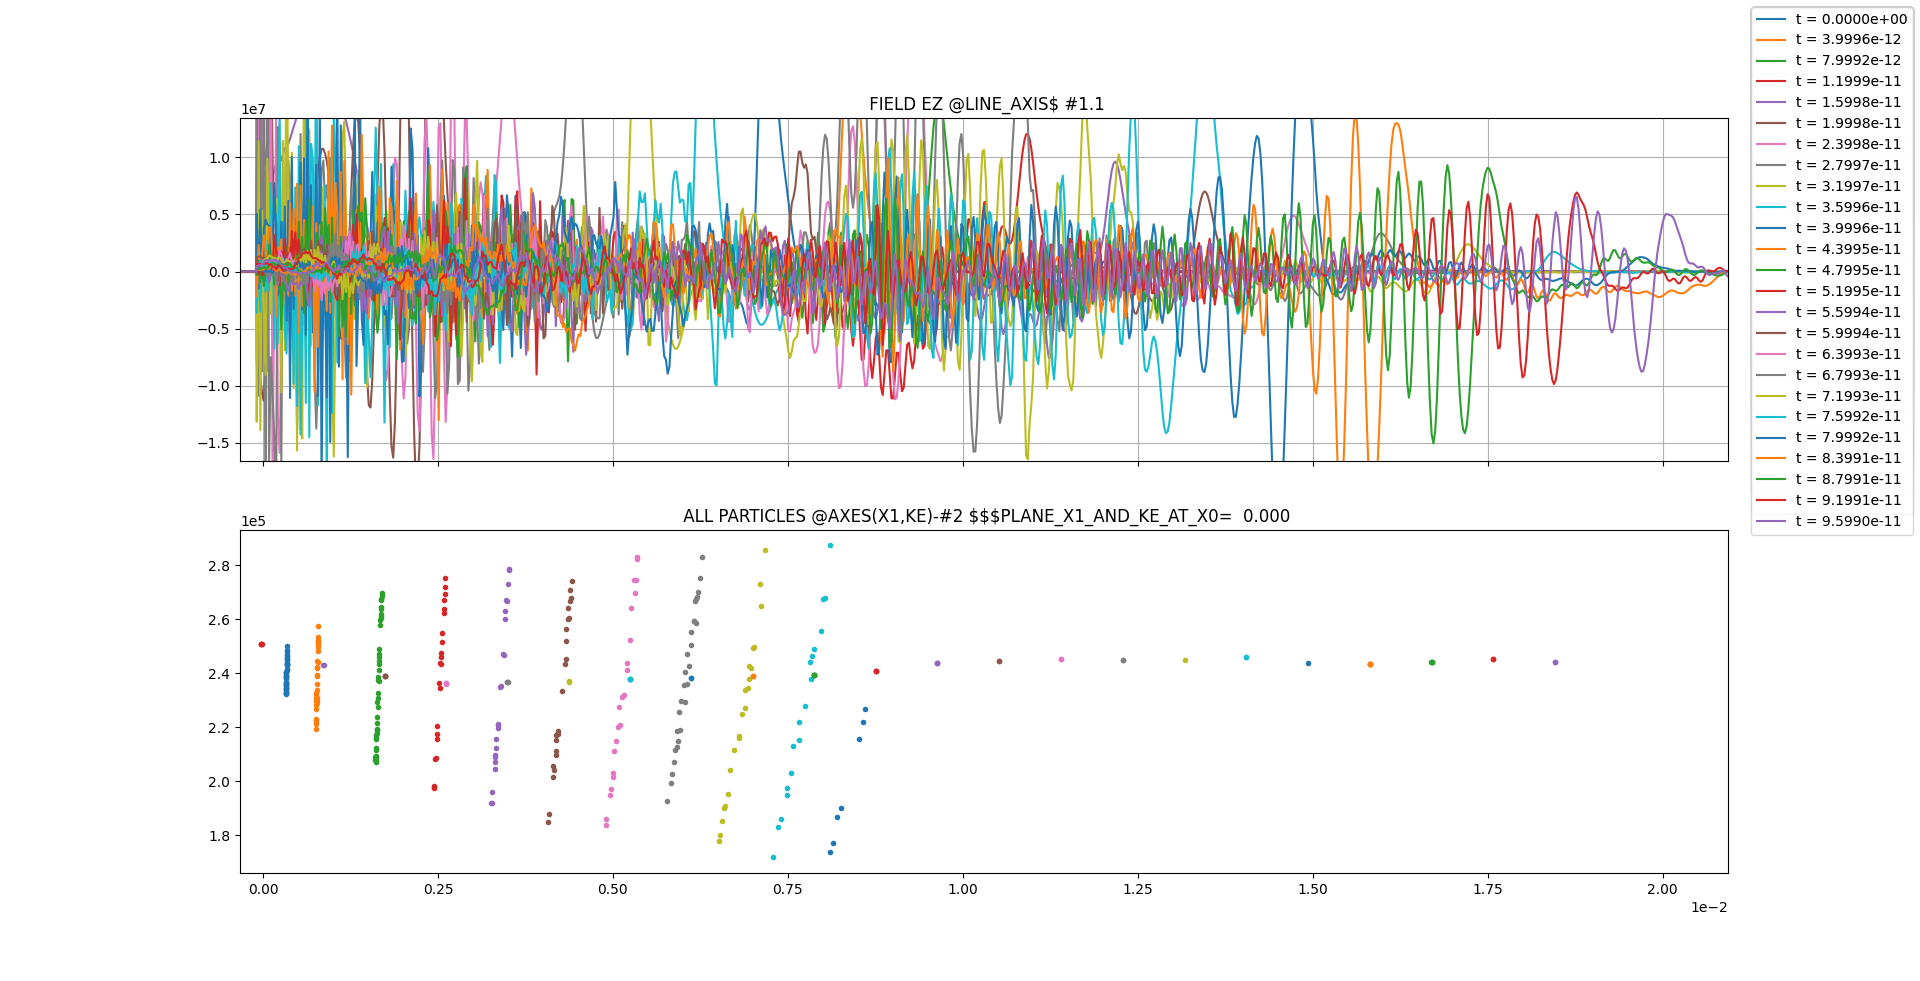 t = 0.0000e+00
t = 3.9996e-12
t = 7.9992e-12
t = 1.1999e-11
t = 1.5998e-11
t = 1.9998e-11
t = 2.3998e-11
t = 2.7997e-11
t = 3.1997e-11
t = 3.5996e-11
t = 3.9996e-11
t = 4.3995e-11
t = 4.7995e-11
t = 5.1995e-11
t = 5.5994e-11
t = 5.9994e-11
t = 6.3993e-11
t = 6.7993e-11
t = 7.1993e-11
t = 7.5992e-11
t = 7.9992e-11
t = 8.3991e-11
t = 8.7991e-11
t = 9.1991e-11
t = 9.5990e-11
FIELD EZ @LINE_AXIS$ #1.1
1e7
1.0
0.5
0.0
−0.5
−1.0
−1.5
ALL PARTICLES @AXES(X1,KE)-#2 $$$PLANE_X1_AND_KE_AT_X0=  0.000
1e5
2.8
2.6
2.4
2.2
2.0
1.8
0.00 0.25 0.50 0.75 1.00 1.25 1.50 1.75 2.00
1e−2